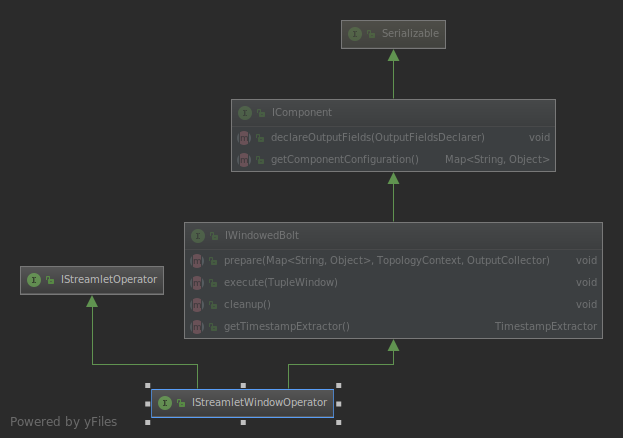 Serializable
IComponent
declareOutputFields(OutputFieldsDeclarer) void
getComponentConfiguration() Map<String, Object>
IWindowedBolt
prepare(Map<String, Object>, TopologyContext, OutputCollector) void
execute(TupleWindow) void
cleanup() void
getTimestampExtractor() TimestampExtractor
IStreamletOperator
IStreamletWindowOperator
Powered by yFiles